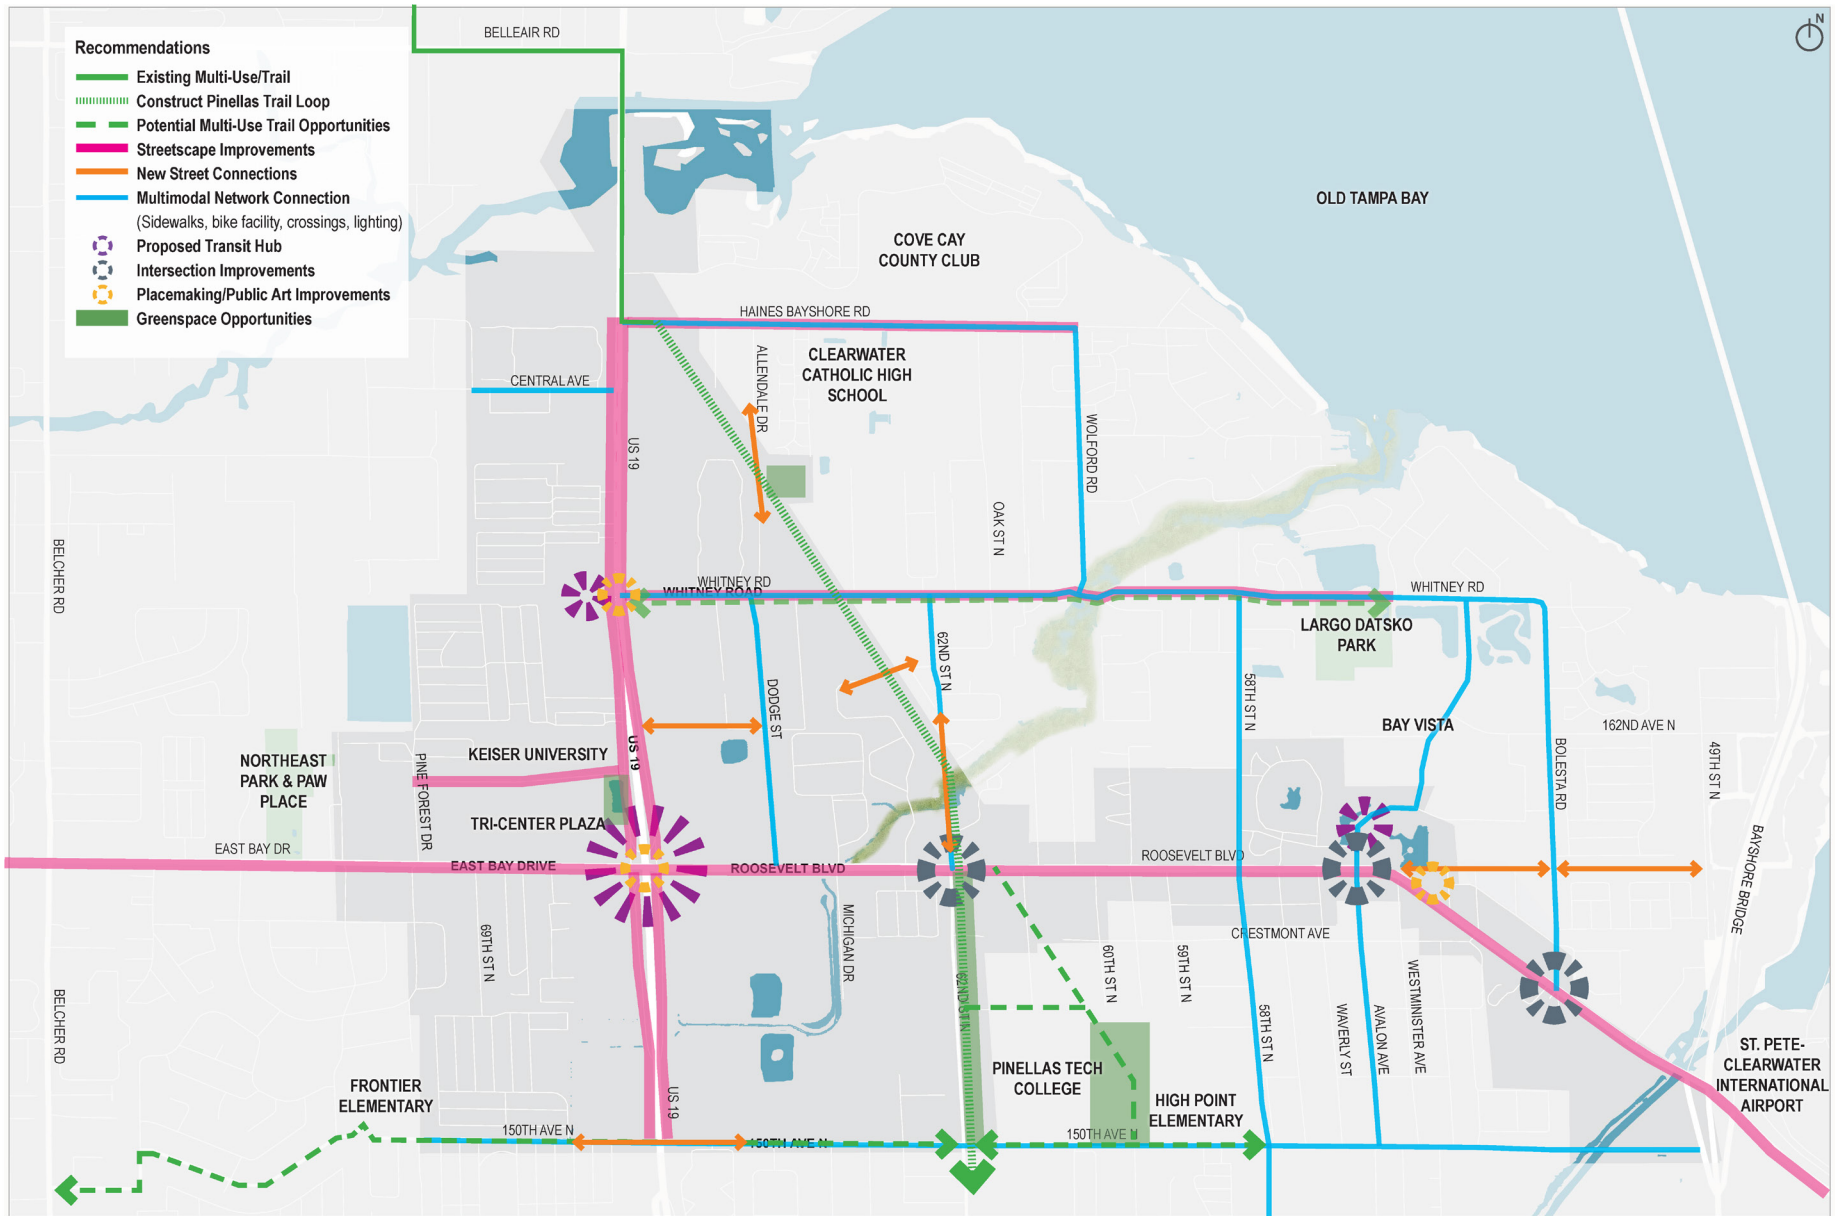 N
BELLEAIR RD
Recommendations
Existing Multi-Use/Trail
Construct Pinellas Trail Loop
Potential Multi-Use Trail Opportunities
Streetscape Improvements
New Street Connections
Multimodal Network Connection
(Sidewalks, bike facility, crossings, lighting)
Proposed Transit Hub
Intersection Improvements
Placemaking/Public Art Improvements
Greenspace Opportunities
OLD TAMPA BAY
COVE CAY
COUNTY CLUB
HAINES BAYSHORE RD
CLEARWATER
CATHOLIC HIGH
SCHOOL
ALLENDALE DR
CENTRAL AVE
US 19
WOLFORD RD
OAK ST N
BELCHER RD
WHITNEY RD
WHITNEY ROAD
WHITNEY RD
LARGO DATSKO
PARK
62ND ST N
DODGE ST
58TH ST N
BAY VISTA
162ND AVE N
49TH ST N
BOLESTA RD
KEISER UNIVERSITY
US 19
NORTHEAST
PARK & PAW
PLACE
PINE FOREST DR
TRI-CENTER PLAZA
EAST BAY DR
EAST BAY DRIVE
ROOSEVELT BLVD
ROOSEVELT BLVD
BAYSHORE BRIDGE
CRESTMONT AVE
69TH ST N
MICHIGAN DR
62ND ST N
60TH ST N
59TH ST N
58TH ST N
WAVERLY ST
AVALON AVE
WESTMINISTER AVE
BELCHER RD
PINELLAS TECH
COLLEGE
HIGH POINT
ELEMENTARY
ST. PETE-
CLEARWATER
INTERNATIONAL
AIRPORT
FRONTIER
ELEMENTARY
US 19
150TH AVE N
150TH AVE N
150TH AVE N